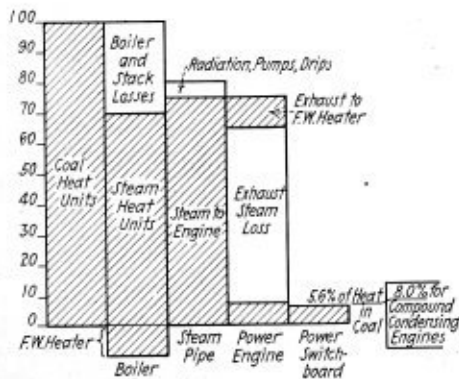 100
90
80
70
60
50
40
30
20
10
0
Boiler
and
Stack
Losses
Radiation, Pumps, Drips
Exhaust to
F.W. Heater
Coal
Heat
Units
Steam
Heat
Units
Steam to
Engine
Exhaust
Steam
Loss
5.6% of Heat
in
Coal
8.0% for
Compound
Condensing
Engines
F.W. Heater
Boiler
Steam
Pipe
Power
Engine
Power
Switch-
board